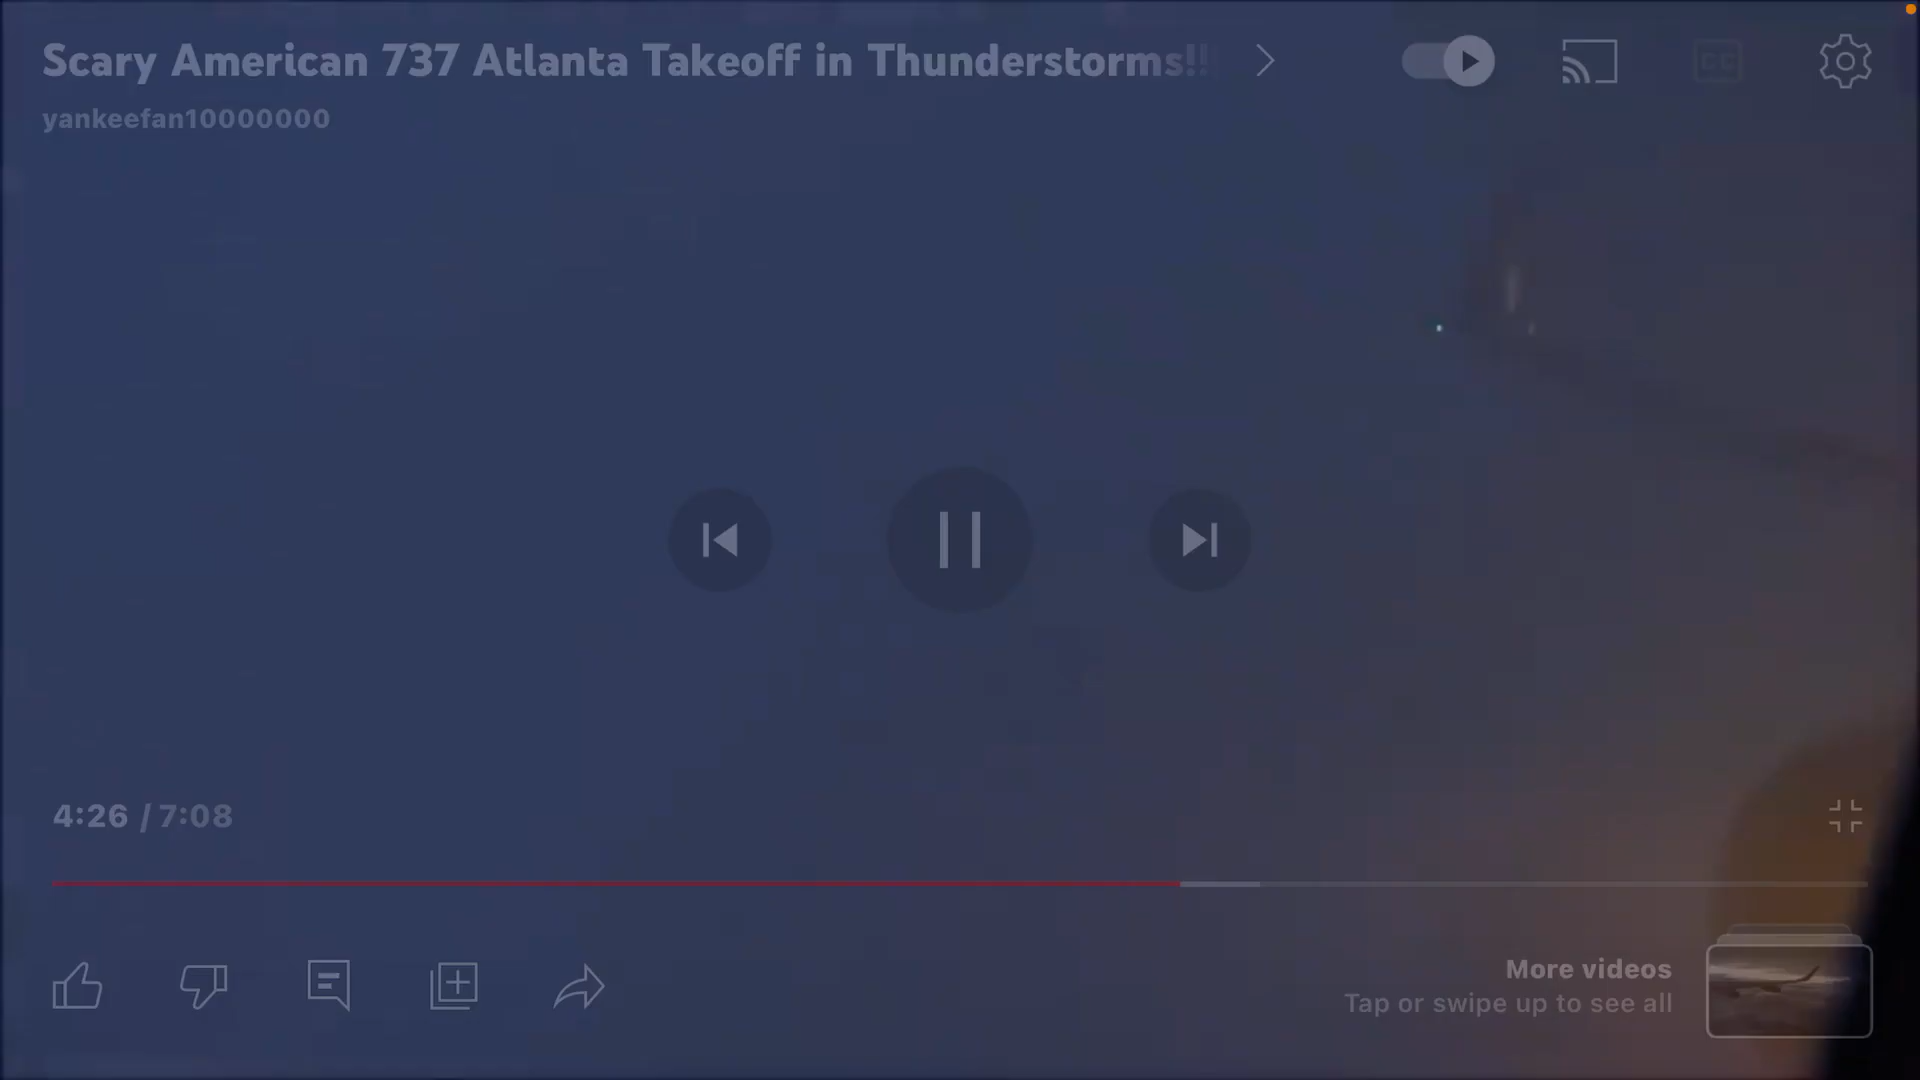 Scary American 737 Atlanta Takeoff in Thunderstorms!!
yankeefan10000000
CC
4:26 / 7:08
More videos
Tap or swipe up to see all